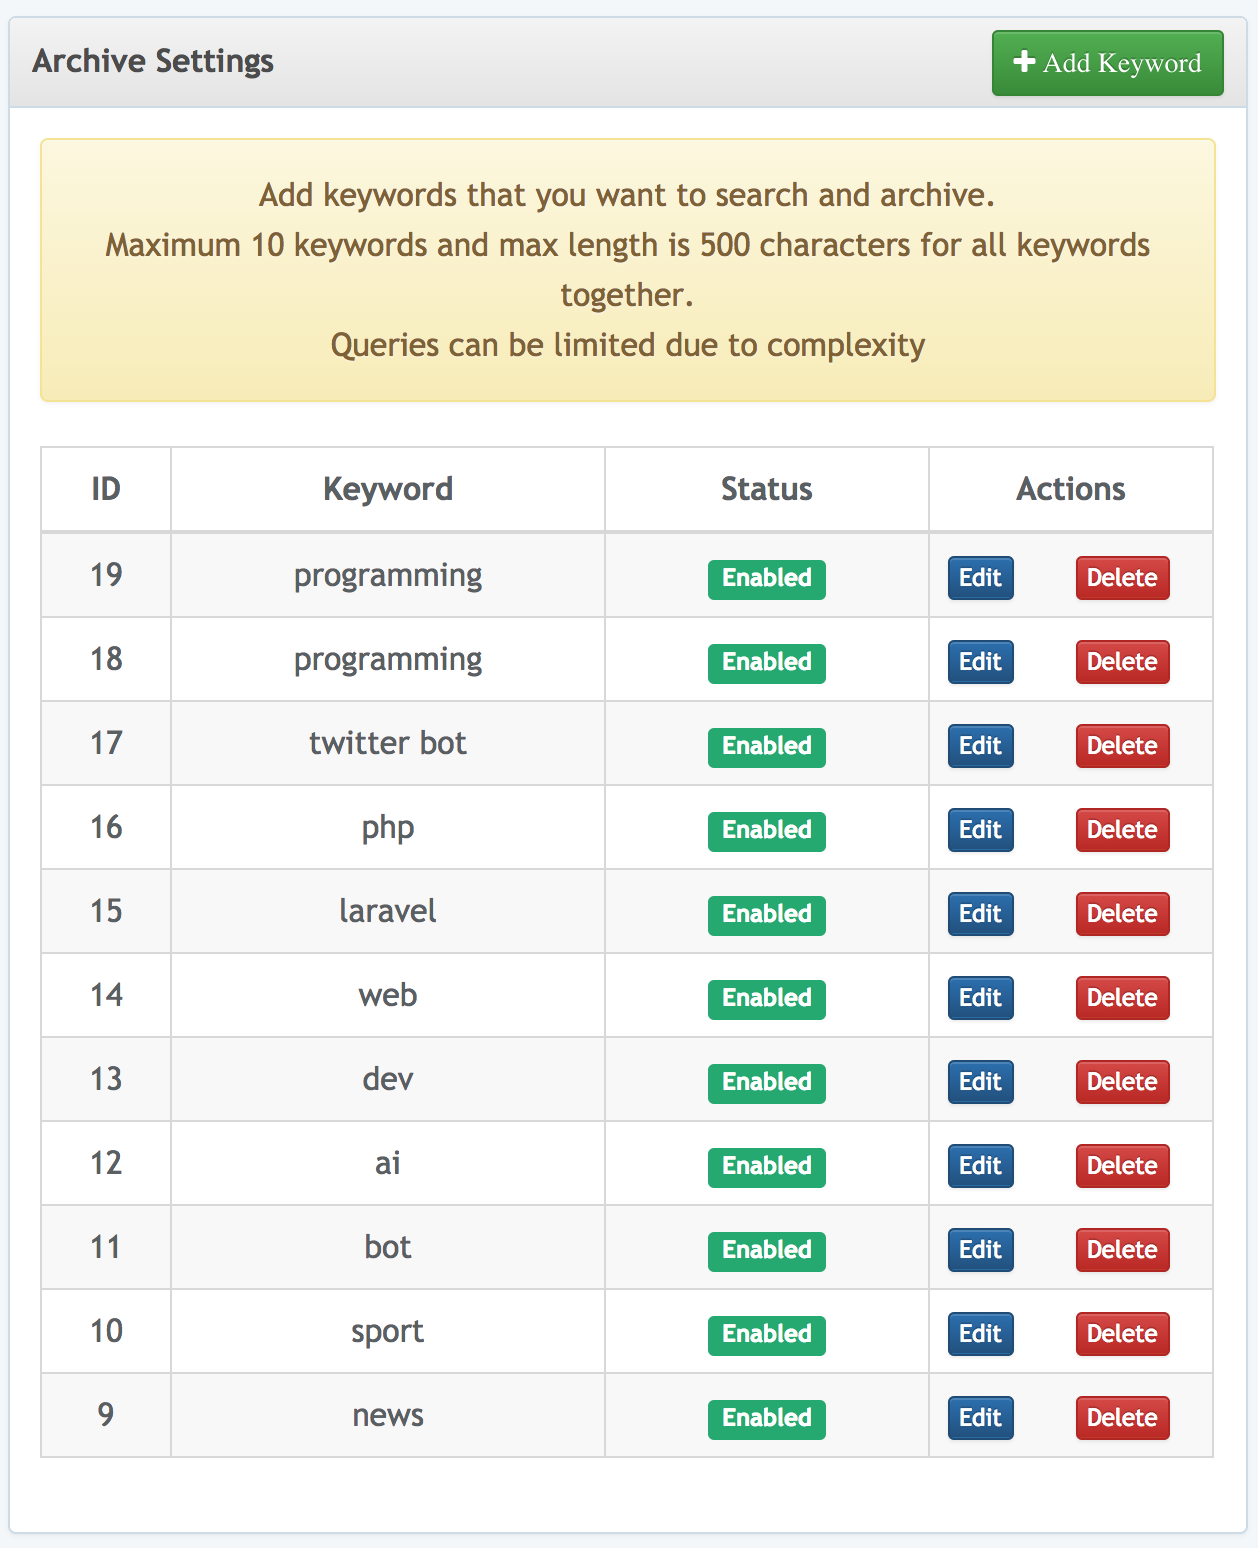 Archive Settings
Add Keyword
Add keywords that you want to search and archive.
Maximum 10 keywords and max length is 500 characters for all keywords
together.
Queries can be limited due to complexity
ID Keyword Status Actions
19 programming Enabled Edit Delete
18 programming Enabled Edit Delete
17 twitter bot Enabled Edit Delete
16 php Enabled Edit Delete
15 laravel Enabled Edit Delete
14 web Enabled Edit Delete
13 dev Enabled Edit Delete
12 ai Enabled Edit Delete
11 bot Enabled Edit Delete
10 sport Enabled Edit Delete
9 news Enabled Edit Delete